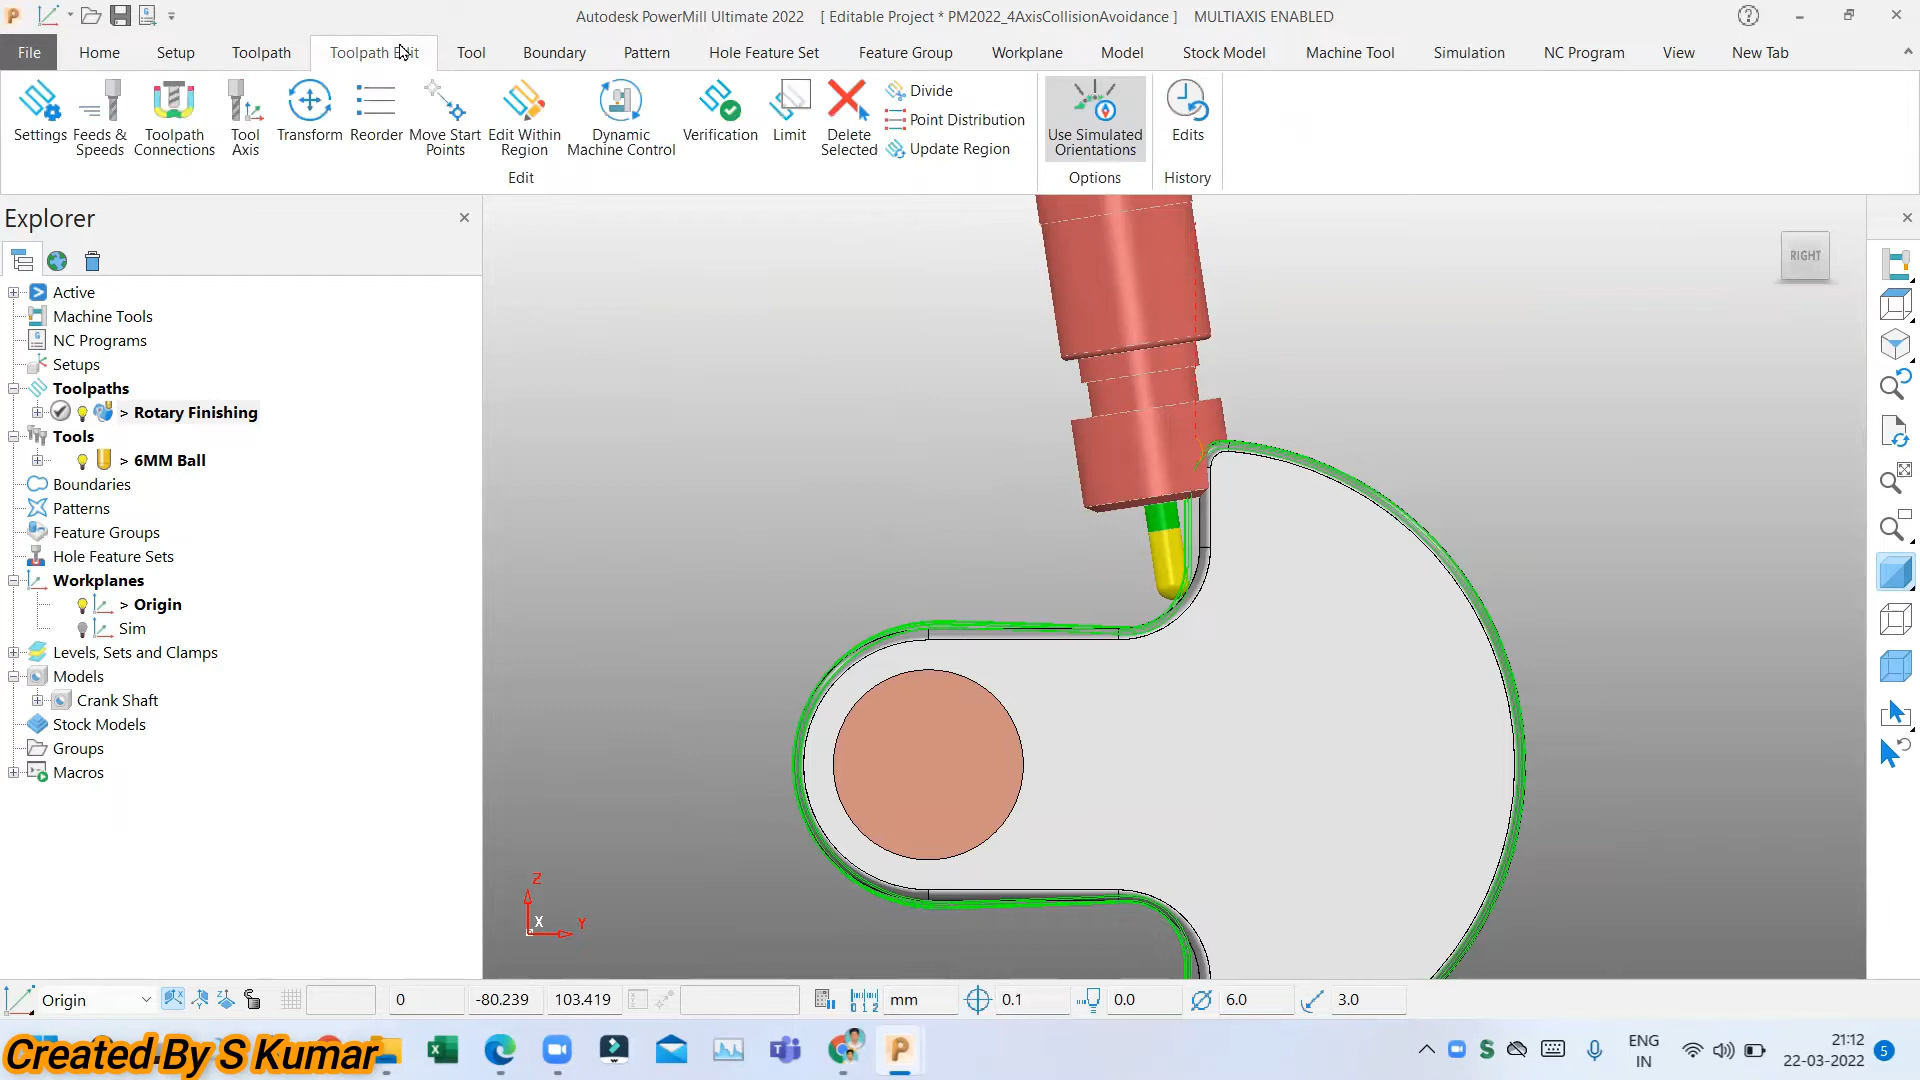 Autodesk PowerMill Ultimate 2022 [ Editable Project * PM2022_4AxisCollisionAvoidance ] MULTIAXIS ENABLED
File Home Setup Toolpath Toolpath Edit Tool Boundary Pattern Hole Feature Set Feature Group Workplane Model Stock Model Machine Tool Simulation NC Program View New Tab
Settings
Feeds & Speeds
Toolpath Connections
Tool Axis
Transform
Reorder
Move Start Points
Edit Within Region
Dynamic Machine Control
Verification
Limit
Delete Selected
Divide
Point Distribution
Update Region
Use Simulated Orientations
Edits
Edit
Options
History
Explorer
Active
Machine Tools
NC Programs
Setups
Toolpaths
> Rotary Finishing
Tools
> 6MM Ball
Boundaries
Patterns
Feature Groups
Hole Feature Sets
Workplanes
> Origin
Sim
Levels, Sets and Clamps
Models
Crank Shaft
Stock Models
Groups
Macros
RIGHT
Z
X
Y
Origin 0 -80.239 103.419 mm 0.1 0.0 6.0 3.0
Created By S Kumar
ENG
IN
21:12
22-03-2022
5